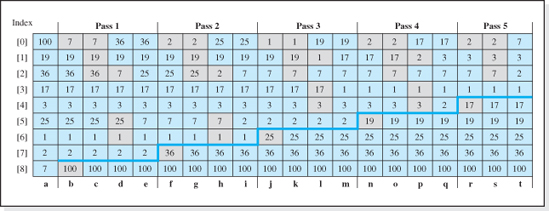 Index Pass 1 Pass 2 Pass 3 Pass 4 Pass 5
[0] 100 7 7 36 36 2 2 25 25 1 1 19 19 2 2 17 17 2 2 7
[1] 19 19 19 19 19 19 19 19 19 19 19 1 17 17 17 2 3 3 3 3
[2] 36 36 36 7 25 25 25 2 7 7 7 7 7 7 7 7 7 7 7 2
[3] 17 17 17 17 17 17 17 17 17 17 17 17 1 1 1 1 1 1 1 1
[4] 3 3 3 3 3 3 3 3 3 3 3 3 3 3 3 3 2 17 17 17
[5] 25 25 25 25 7 7 7 7 2 2 2 2 2 19 19 19 19 19 19 19
[6] 1 1 1 1 1 1 1 1 1 25 25 25 25 25 25 25 25 25 25 25
[7] 2 2 2 2 2 36 36 36 36 36 36 36 36 36 36 36 36 36 36 36
[8] 7 100 100 100 100 100 100 100 100 100 100 100 100 100 100 100 100 100 100 100
a b c d e f g h i j k l m n o p q r s t